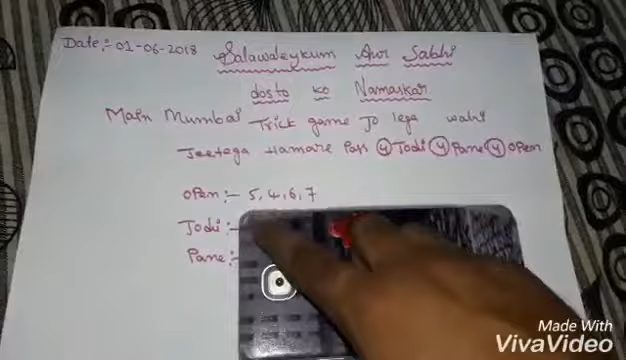 Date:- 01-06-2018 Salawaleykum Aur Sabhi
dosto ko Namaskar
Main Mumbai Trick game Jo lega wahi
Jeetega Hamare Pass 4 Jodi 4 Pane 4 Open
Open:- 5, 4, 6, 7
Jodi:-
Pane:-
Made With
VivaVideo